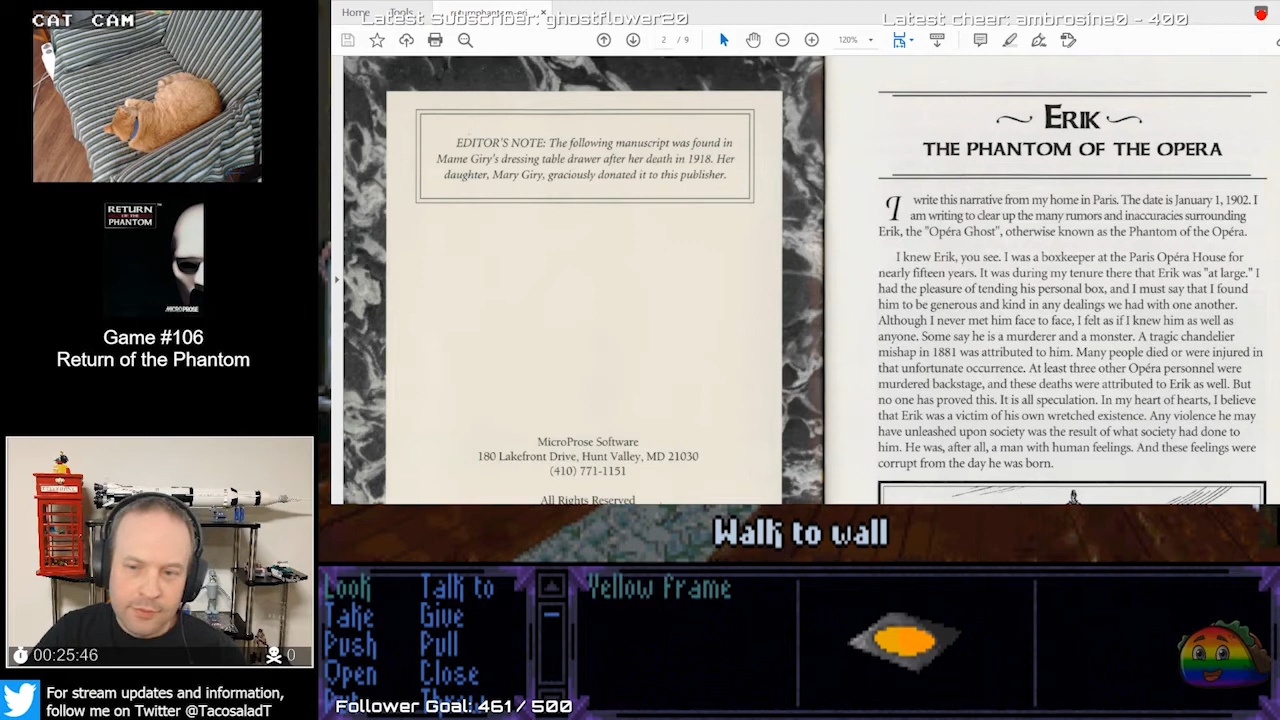 CAT CAM
RETURN
OF THE
PHANTOM
MICROPROSE
Game #106
Return of the Phantom
TELEPHONE
00:25:46
0
For stream updates and information,
follow me on Twitter @TacosaladT
Home Tools
Latest Subscriber: ghostflower20
Latest cheer: ambrosine0 - 400
2 / 9
120%
EDITOR'S NOTE: The following manuscript was found in
Mame Giry's dressing table drawer after her death in 1918. Her
daughter, Mary Giry, graciously donated it to this publisher.
MicroProse Software
180 Lakefront Drive, Hunt Valley, MD 21030
(410) 771-1151
All Rights Reserved
ERIK
THE PHANTOM OF THE OPERA
I write this narrative from my home in Paris. The date is January 1, 1902. I
am writing to clear up the many rumors and inaccuracies surrounding
Erik, the "Opéra Ghost", otherwise known as the Phantom of the Opéra.
I knew Erik, you see. I was a boxkeeper at the Paris Opéra House for
nearly fifteen years. It was during my tenure there that Erik was "at large." I
had the pleasure of tending his personal box, and I must say that I found
him to be generous and kind in any dealings we had with one another.
Although I never met him face to face, I felt as if I knew him as well as
anyone. Some say he is a murderer and a monster. A tragic chandelier
mishap in 1881 was attributed to him. Many people died or were injured in
that unfortunate occurrence. At least three other Opéra personnel were
murdered backstage, and these deaths were attributed to Erik as well. But
no one has proved this. It is all speculation. In my heart of hearts, I believe
that Erik was a victim of his own wretched existence. Any violence he may
have unleashed upon society was the result of what society had done to
him. He was, after all, a man with human feelings. And these feelings were
corrupt from the day he was born.
Walk to wall
Look Talk to
Take Give
Push Pull
Open Close
Put Throw
Yellow frame
Follower Goal: 461/ 500